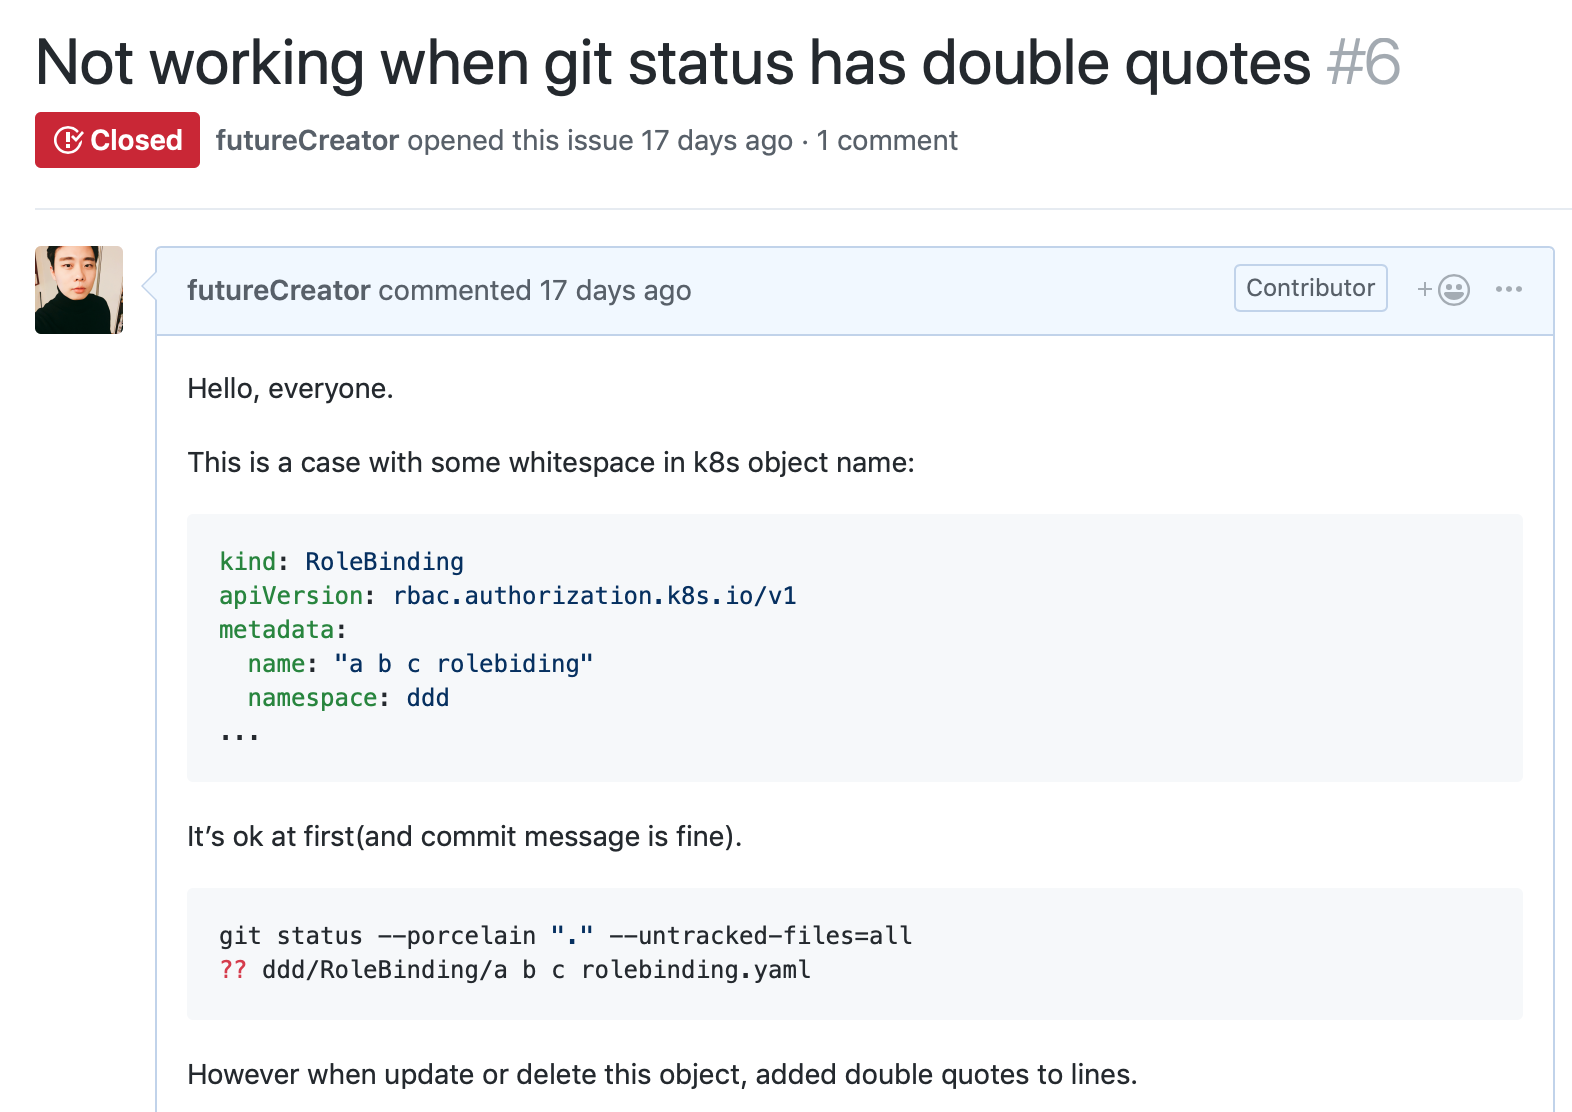 Not working when git status has double quotes #6
Closed futureCreator opened this issue 17 days ago · 1 comment
futureCreator commented 17 days ago Contributor
Hello, everyone.
This is a case with some whitespace in k8s object name:
kind: RoleBinding
apiVersion: rbac.authorization.k8s.io/v1
metadata:
  name: "a b c rolebiding"
  namespace: ddd
...
It’s ok at first(and commit message is fine).
git status --porcelain "." --untracked-files=all
?? ddd/RoleBinding/a b c rolebinding.yaml
However when update or delete this object, added double quotes to lines.